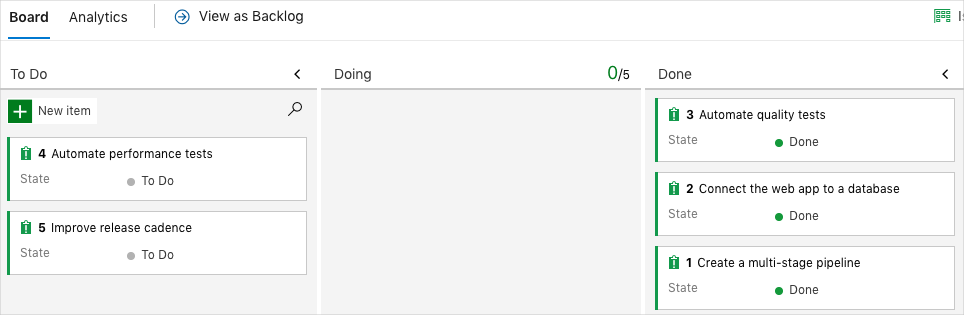 Board Analytics View as Backlog
To Do Doing 0/5 Done
New item
4 Automate performance tests
State To Do
5 Improve release cadence
State To Do
3 Automate quality tests
State Done
2 Connect the web app to a database
State Done
1 Create a multi-stage pipeline
State Done